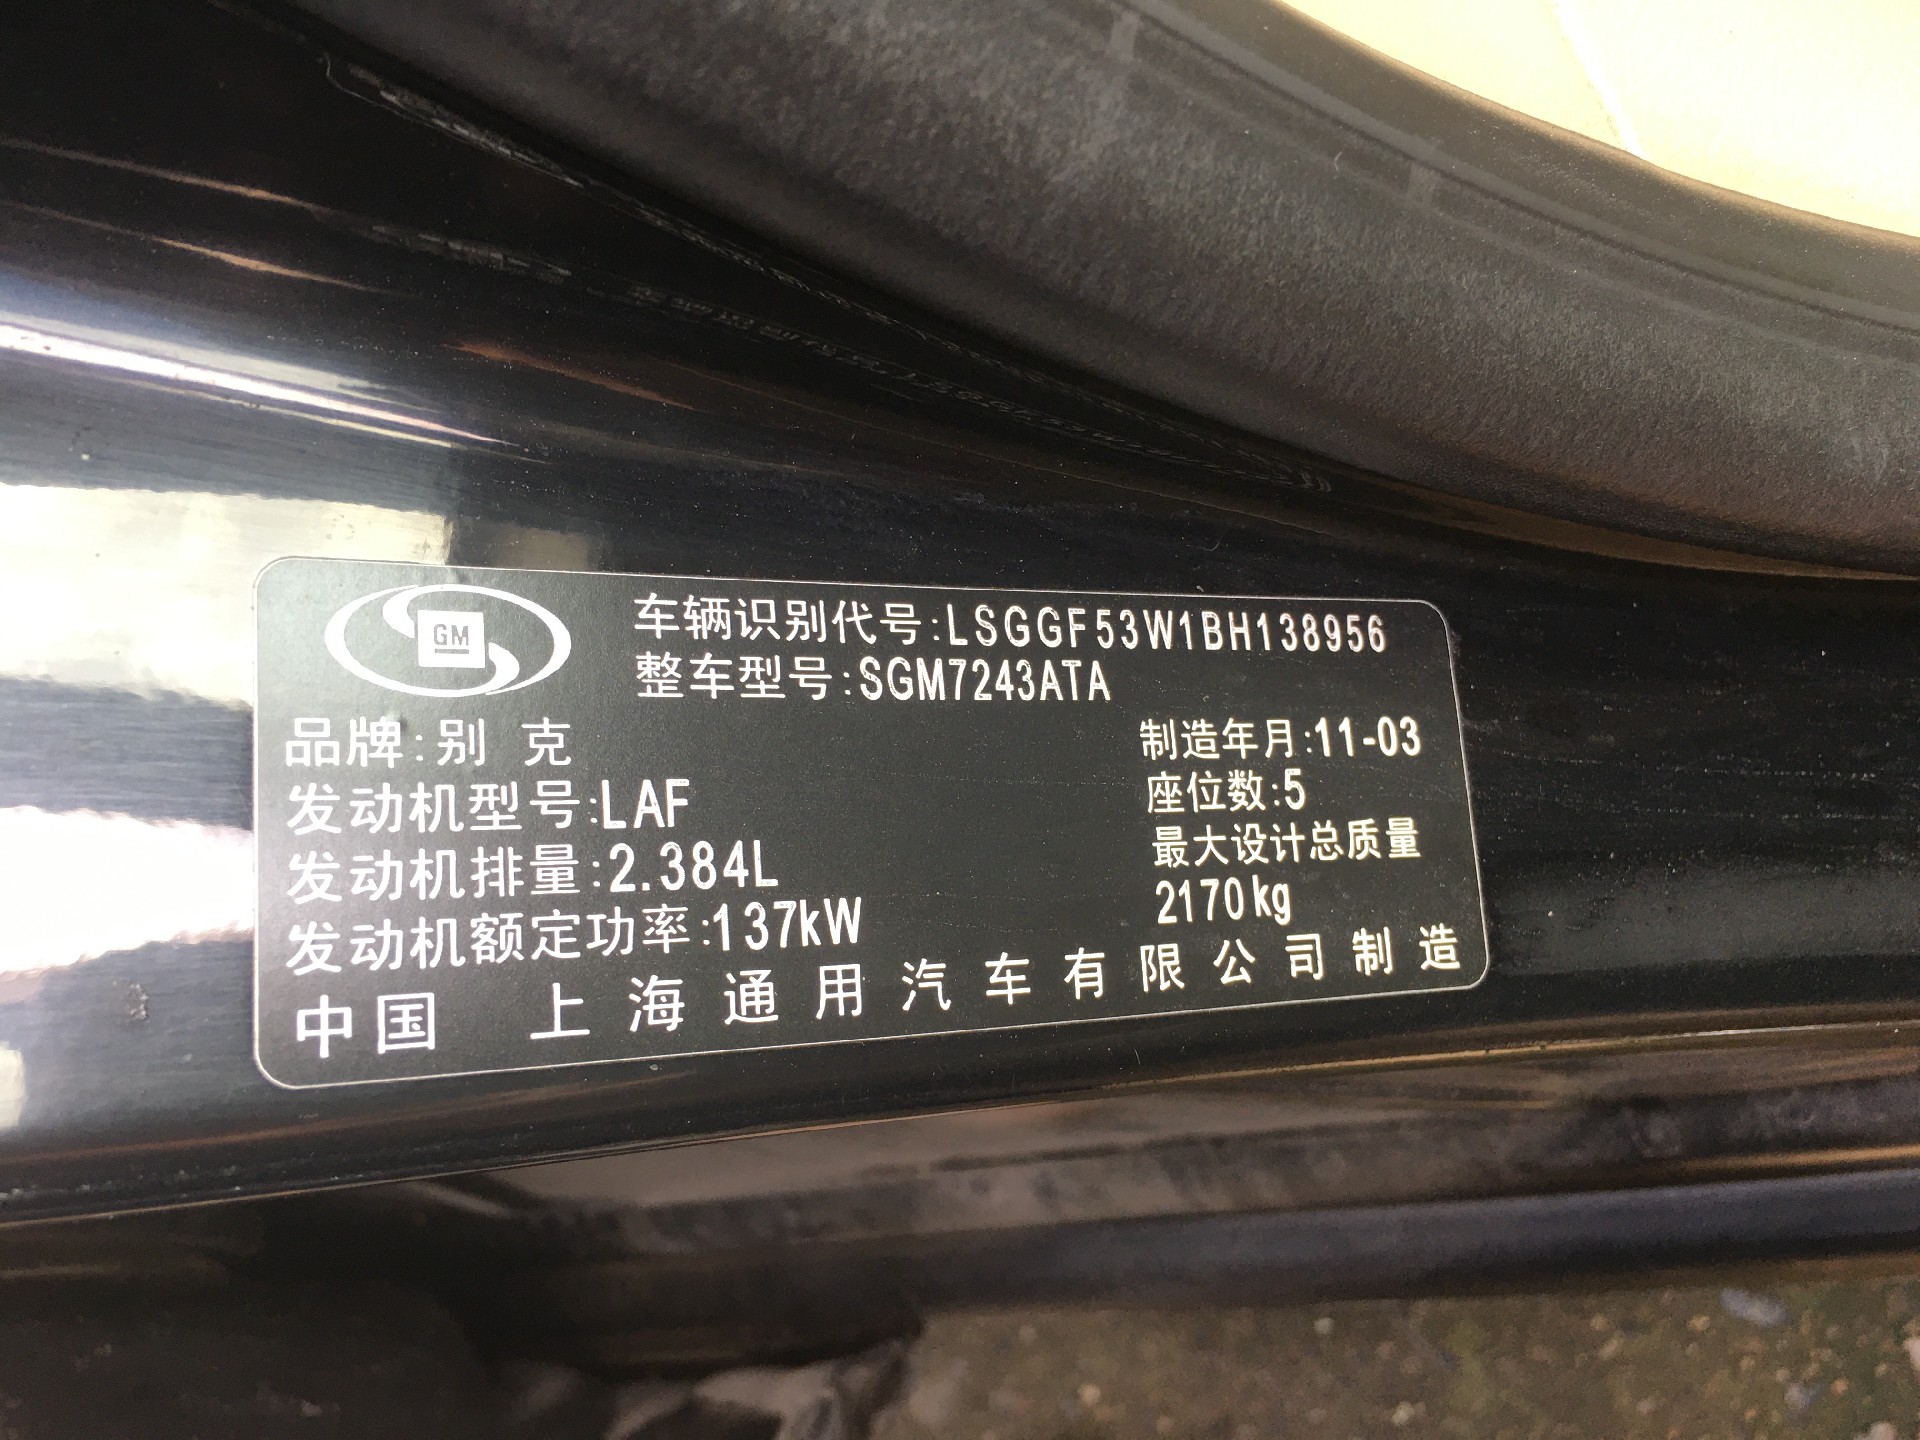 GM
车辆识别代号:LSGGF53W1BH138956
整车型号:SGM7243ATA
品牌:别 克
制造年月:11-03
发动机型号:LAF
座位数:5
发动机排量:2.384L
最大设计总质量
2170kg
发动机额定功率:137kW
中国 上海通用汽车有限公司制造